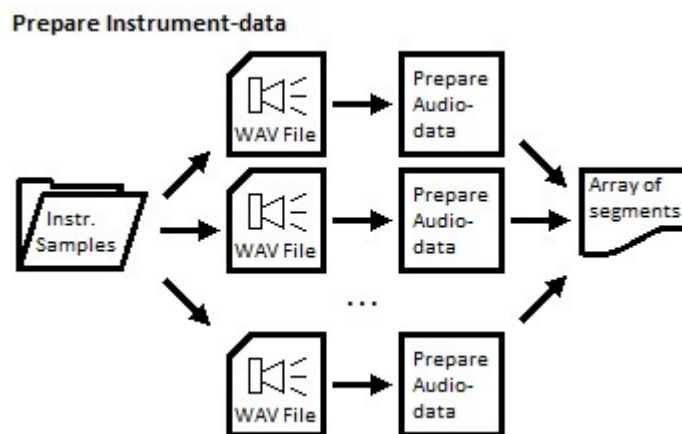 Prepare Instrument-data
WAV File
Prepare
Audio-
data
Instr.
Samples
WAV File
Prepare
Audio-
data
Array of
segments
...
WAV File
Prepare
Audio-
data